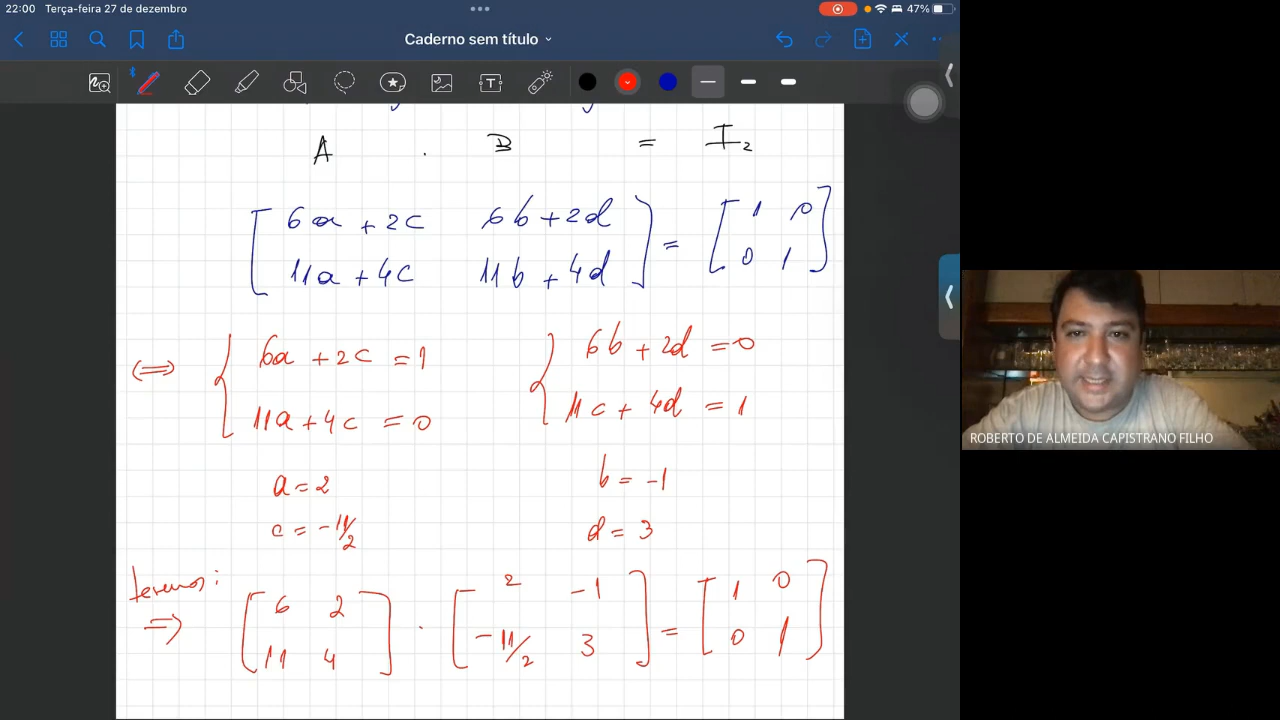 22:00 Terça-feira 27 de dezembro
47%
Caderno sem título
A . B = I₂
[ 6a + 2c 6b + 2d ] = [ 1 0 ]
[ 11a + 4c 11b + 4d ] [ 0 1 ]
⟺ { 6a + 2c = 1 { 6b + 2d = 0
11a + 4c = 0 11c + 4d = 1
a = 2 b = -1
c = -11/2 d = 3
teremos:
⇒ [ 6 2 ] . [ 2 -1 ] = [ 1 0 ]
[ 11 4 ] [ -11/2 3 ] [ 0 1 ]
ROBERTO DE ALMEIDA CAPISTRANO FILHO